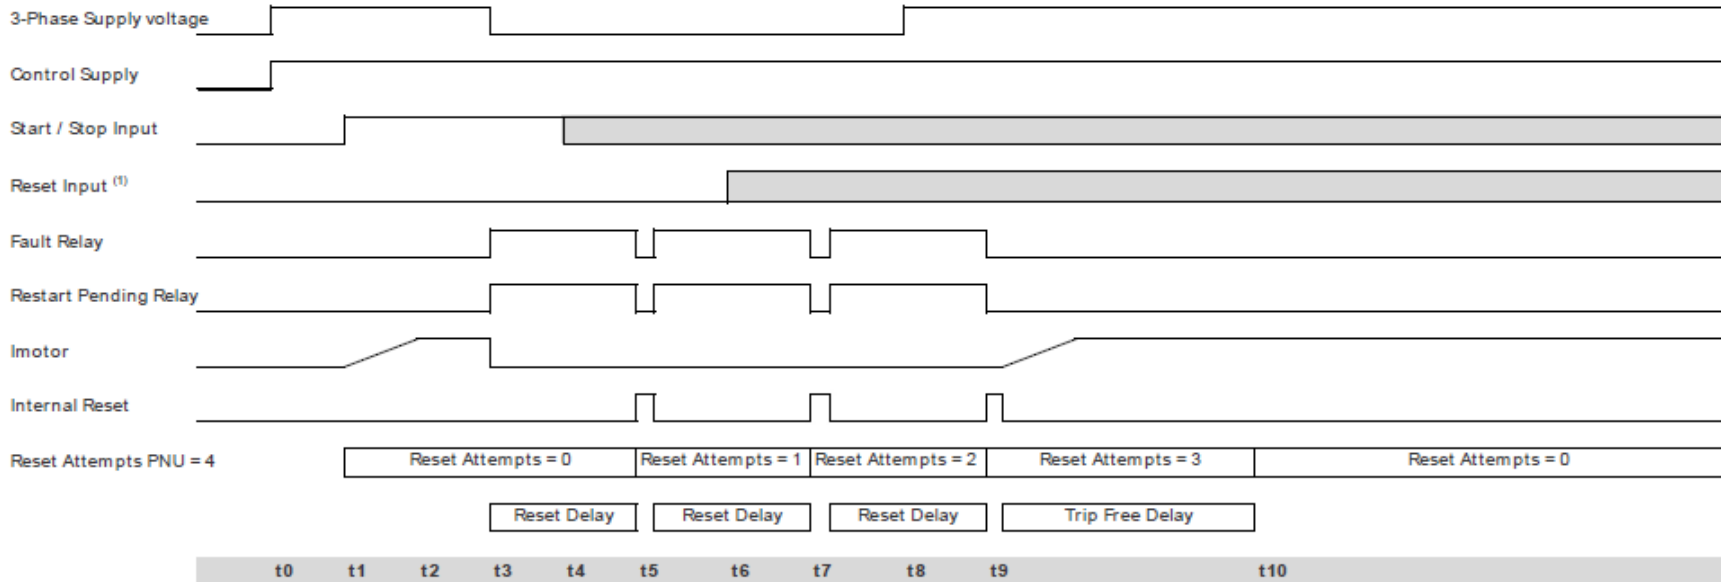 3-Phase Supply voltage
Control Supply
Start / Stop Input
Reset Input (1)
Fault Relay
Restart Pending Relay
Imotor
Internal Reset
Reset Attempts PNU = 4 Reset Attempts = 0 Reset Attempts = 1 Reset Attempts = 2 Reset Attempts = 3 Reset Attempts = 0
Reset Delay Reset Delay Reset Delay Trip Free Delay
t0 t1 t2 t3 t4 t5 t6 t7 t8 t9 t10